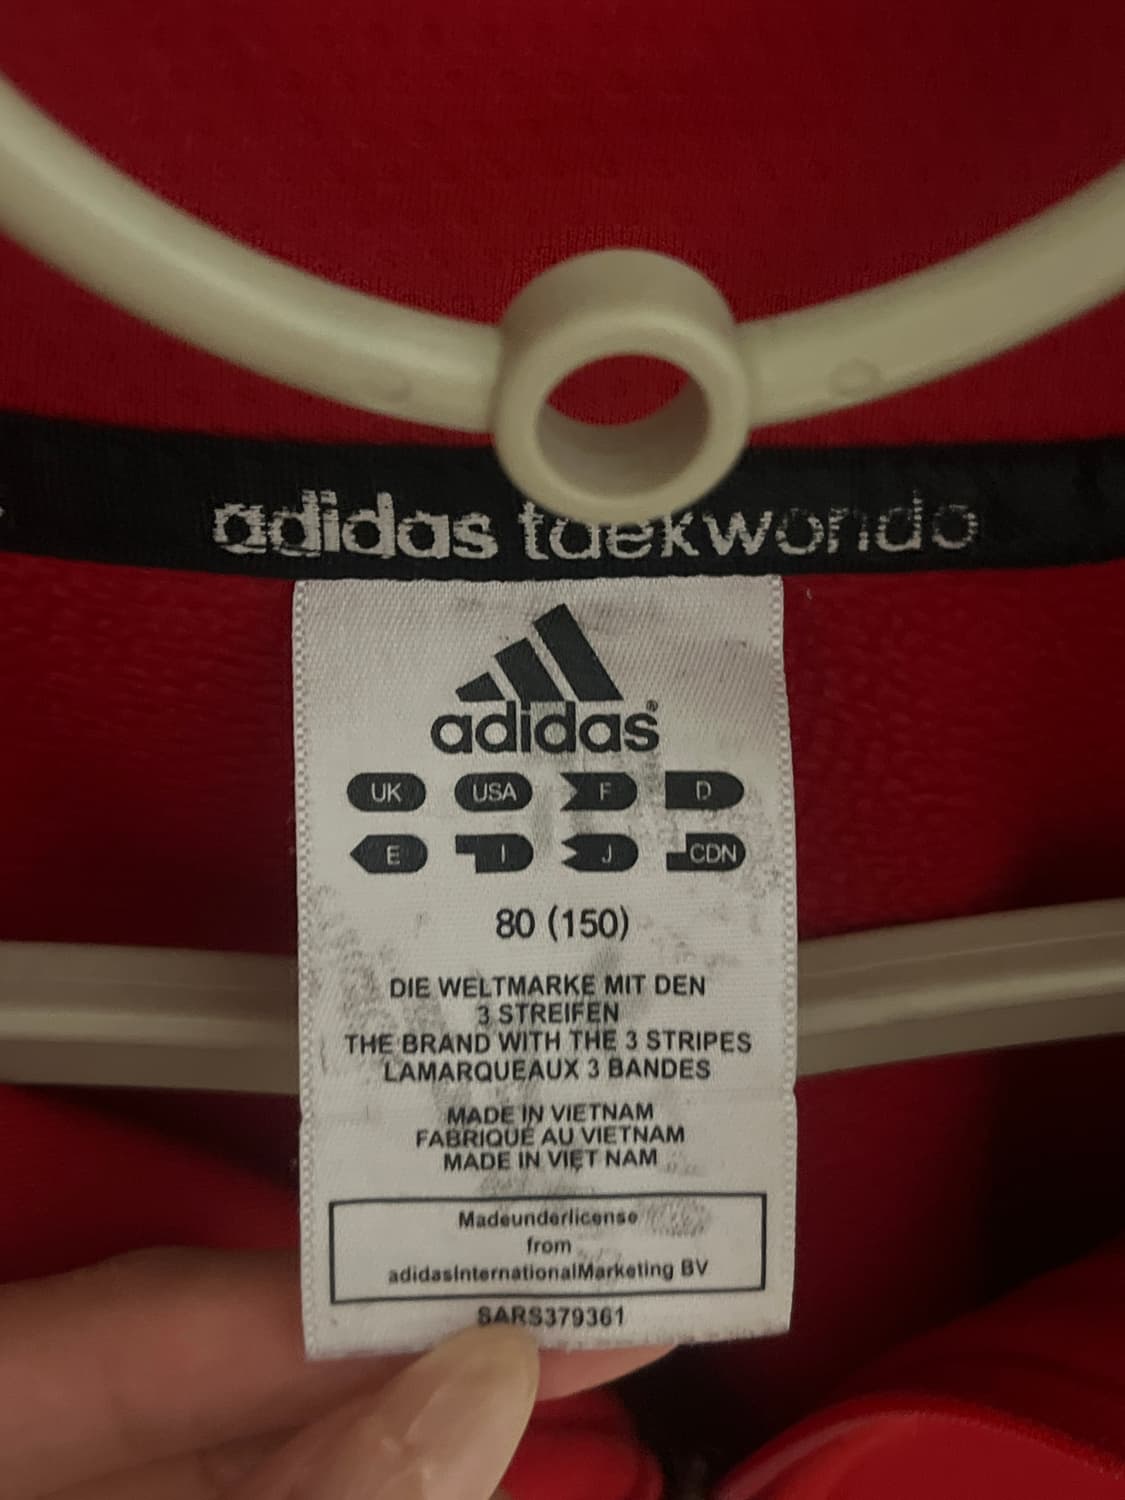 adidas taekwondo
adidas®
UK USA F D
E I J CDN
80 (150)
DIE WELTMARKE MIT DEN
3 STREIFEN
THE BRAND WITH THE 3 STRIPES
LAMARQUEAUX 3 BANDES
MADE IN VIETNAM
FABRIQUÉ AU VIETNAM
MADE IN VIỆT NAM
Madeunderlicense
from
adidasInternationalMarketing BV
SARS379361